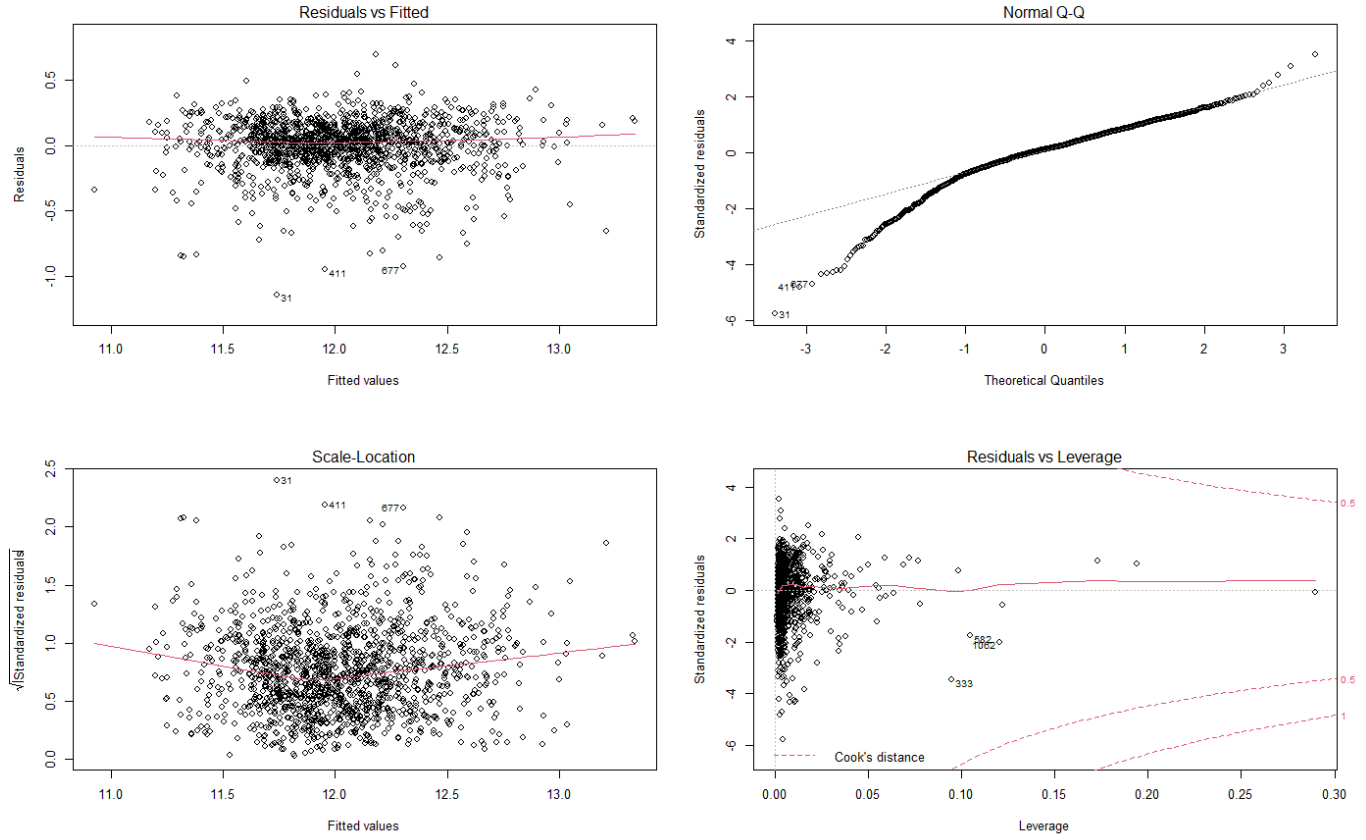 Residuals vs Fitted
Residuals
0.5
0.0
-0.5
-1.0
411
677
31
11.0 11.5 12.0 12.5 13.0
Fitted values
Normal Q-Q
Standardized residuals
4
2
0
-2
-4
-6
411
677
31
-3 -2 -1 0 1 2 3
Theoretical Quantiles
Scale-Location
√|Standardized residuals|
2.5
2.0
1.5
1.0
0.5
0.0
31
411
677
11.0 11.5 12.0 12.5 13.0
Fitted values
Residuals vs Leverage
Standardized residuals
4
2
0
-2
-4
-6
0.5
582
1062
333
0.5
1
Cook's distance
0.00 0.05 0.10 0.15 0.20 0.25 0.30
Leverage